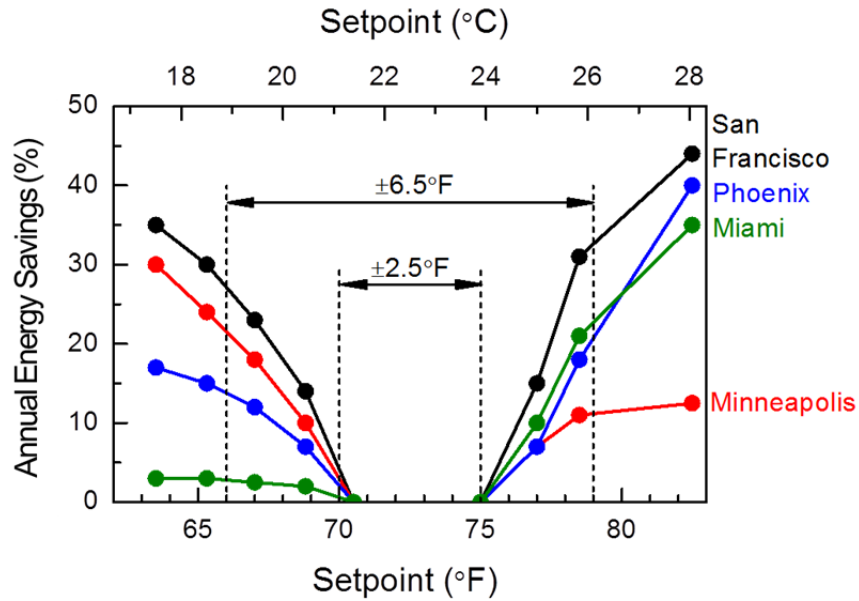 Setpoint (°C)
18 20 22 24 26 28
50
40
30
20
10
0
Annual Energy Savings (%)
±6.5°F
±2.5°F
San
Francisco
Phoenix
Miami
Minneapolis
65 70 75 80
Setpoint (°F)